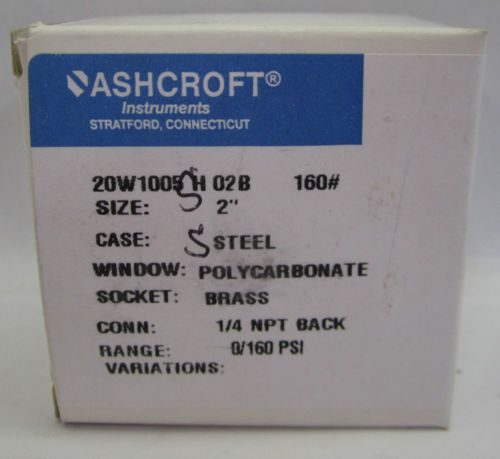 ASHCROFT®
Instruments
STRATFORD, CONNECTICUT
20W1005 S H 02B 160#
SIZE: 2"
CASE: S STEEL
WINDOW: POLYCARBONATE
SOCKET: BRASS
CONN: 1/4 NPT BACK
RANGE: 0/160 PSI
VARIATIONS: